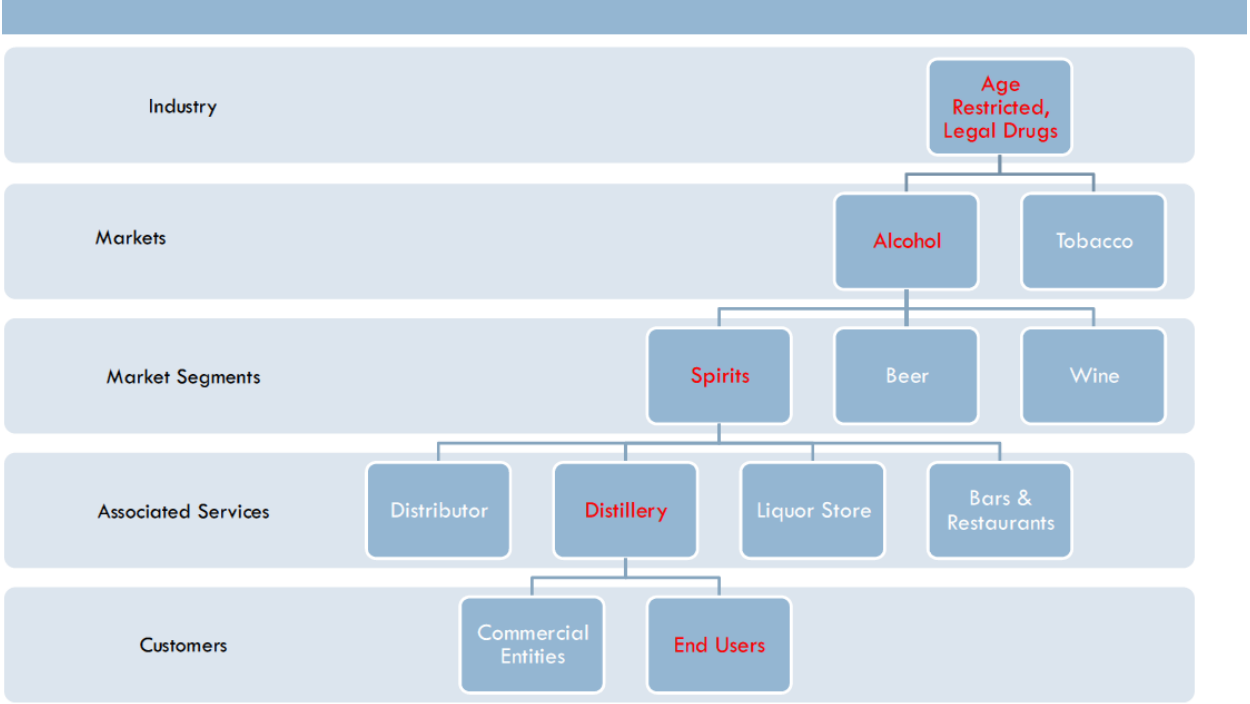 Industry
Age
Restricted,
Legal Drugs
Markets
Alcohol
Tobacco
Market Segments
Spirits
Beer
Wine
Associated Services
Distributor
Distillery
Liquor Store
Bars &
Restaurants
Customers
Commercial
Entities
End Users